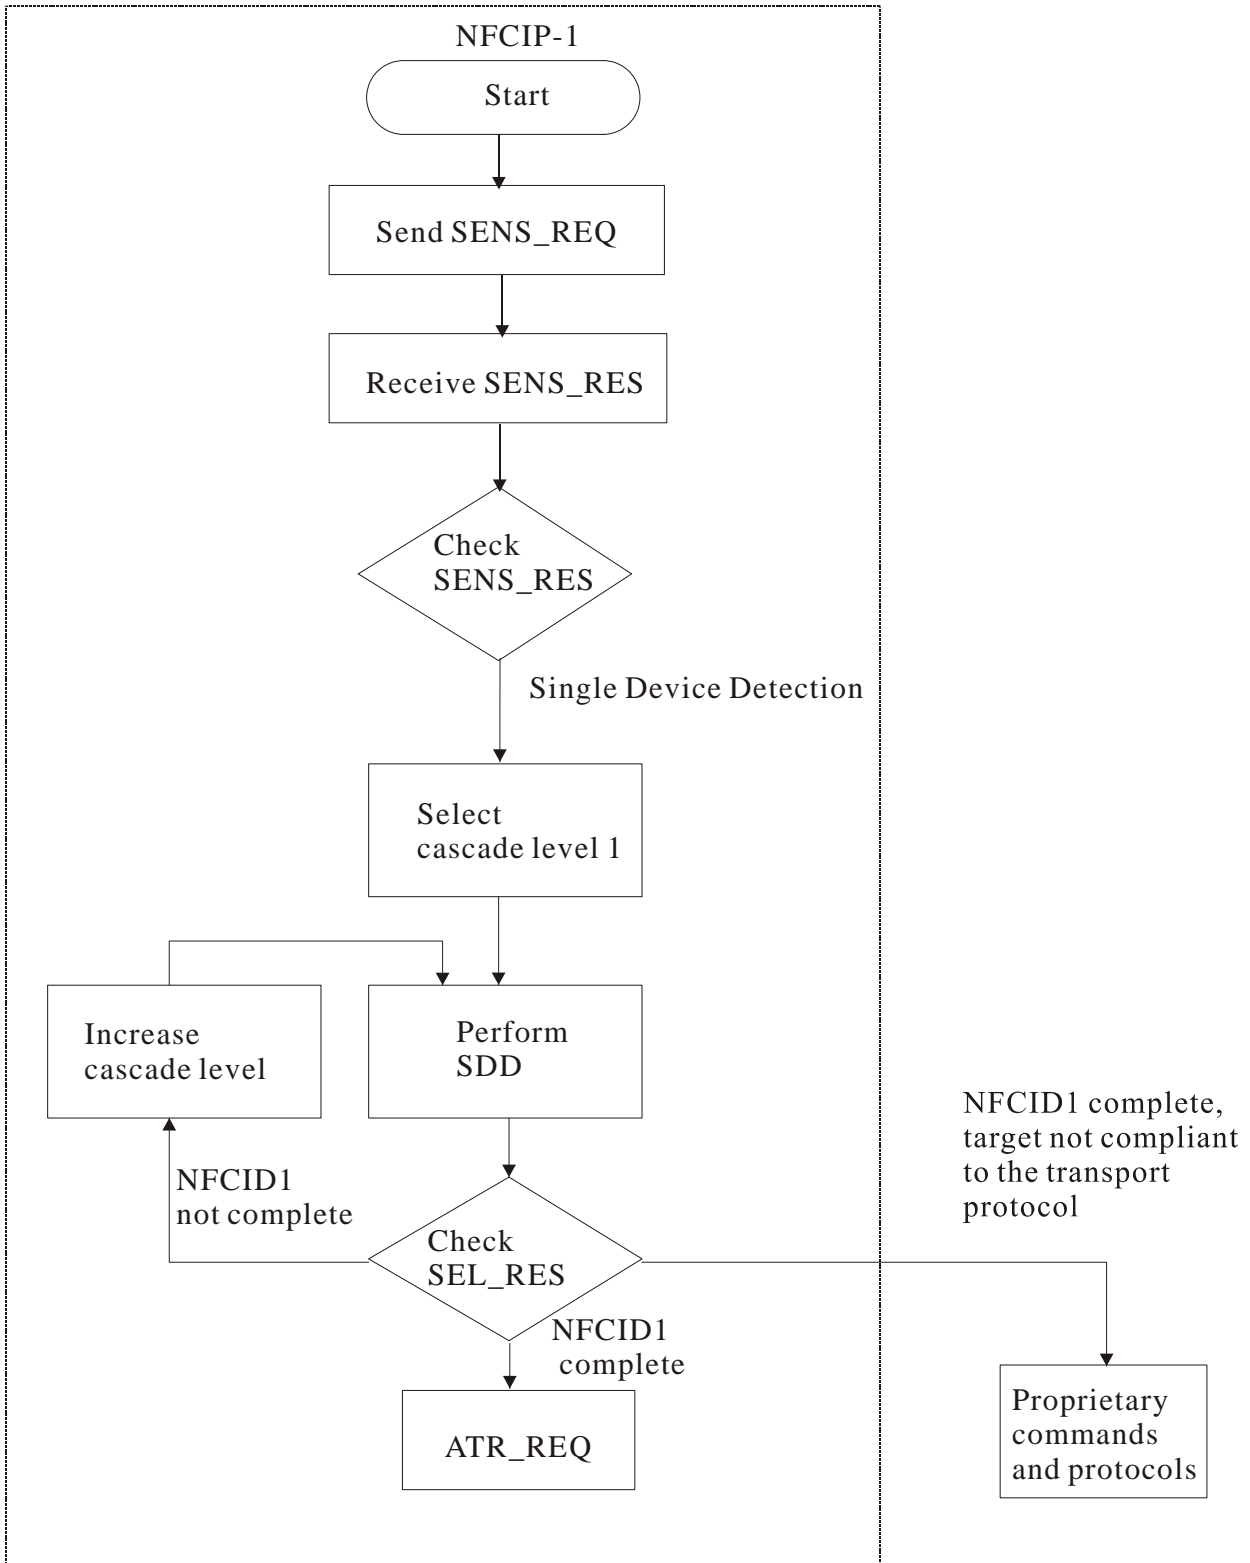 NFCIP-1
Start
Send SENS_REQ
Receive SENS_RES
Check
SENS_RES
Single Device Detection
Select
cascade level 1
Increase
cascade level
Perform
SDD
NFCID1 complete,
target not compliant
to the transport
protocol
NFCID1
not complete
Check
SEL_RES
NFCID1
complete
ATR_REQ
Proprietary
commands
and protocols